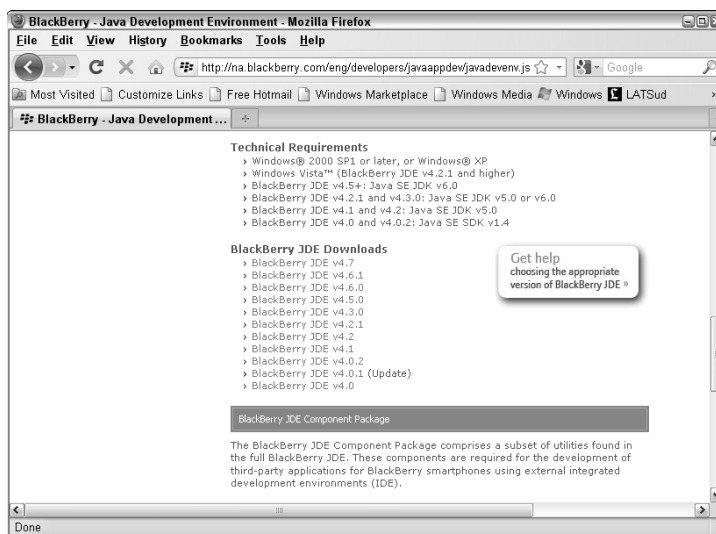 BlackBerry - Java Development Environment - Mozilla Firefox
File Edit View History Bookmarks Tools Help
http://na.blackberry.com/eng/developers/javaappdev/javadevenv.js Google
Most Visited Customize Links Free Hotmail Windows Marketplace Windows Media Windows LATSud »
BlackBerry - Java Development ...
Technical Requirements
› Windows® 2000 SP1 or later, or Windows® XP
› Windows Vista™ (BlackBerry JDE v4.2.1 and higher)
› BlackBerry JDE v4.5+: Java SE JDK v6.0
› BlackBerry JDE v4.2.1 and v4.3.0: Java SE JDK v5.0 or v6.0
› BlackBerry JDE v4.1 and v4.2: Java SE JDK v5.0
› BlackBerry JDE v4.0 and v4.0.2: Java SE SDK v1.4
BlackBerry JDE Downloads
› BlackBerry JDE v4.7
› BlackBerry JDE v4.6.1
› BlackBerry JDE v4.6.0
› BlackBerry JDE v4.5.0
› BlackBerry JDE v4.3.0
› BlackBerry JDE v4.2.1
› BlackBerry JDE v4.2
› BlackBerry JDE v4.1
› BlackBerry JDE v4.0.2
› BlackBerry JDE v4.0.1 (Update)
› BlackBerry JDE v4.0
Get help
choosing the appropriate
version of BlackBerry JDE »
BlackBerry JDE Component Package
The BlackBerry JDE Component Package comprises a subset of utilities found in
the full BlackBerry JDE. These components are required for the development of
third-party applications for BlackBerry smartphones using external integrated
development environments (IDE).
Done